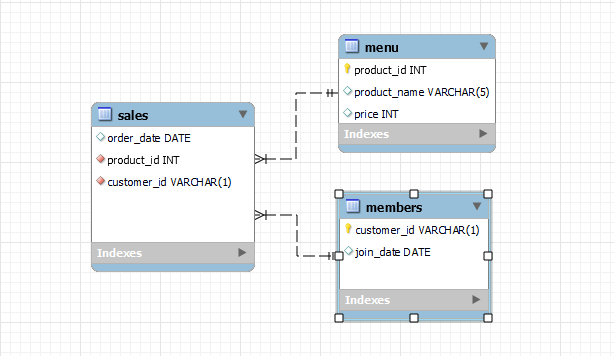 menu
product_id INT
product_name VARCHAR(5)
price INT
Indexes
sales
order_date DATE
product_id INT
customer_id VARCHAR(1)
Indexes
members
customer_id VARCHAR(1)
join_date DATE
Indexes